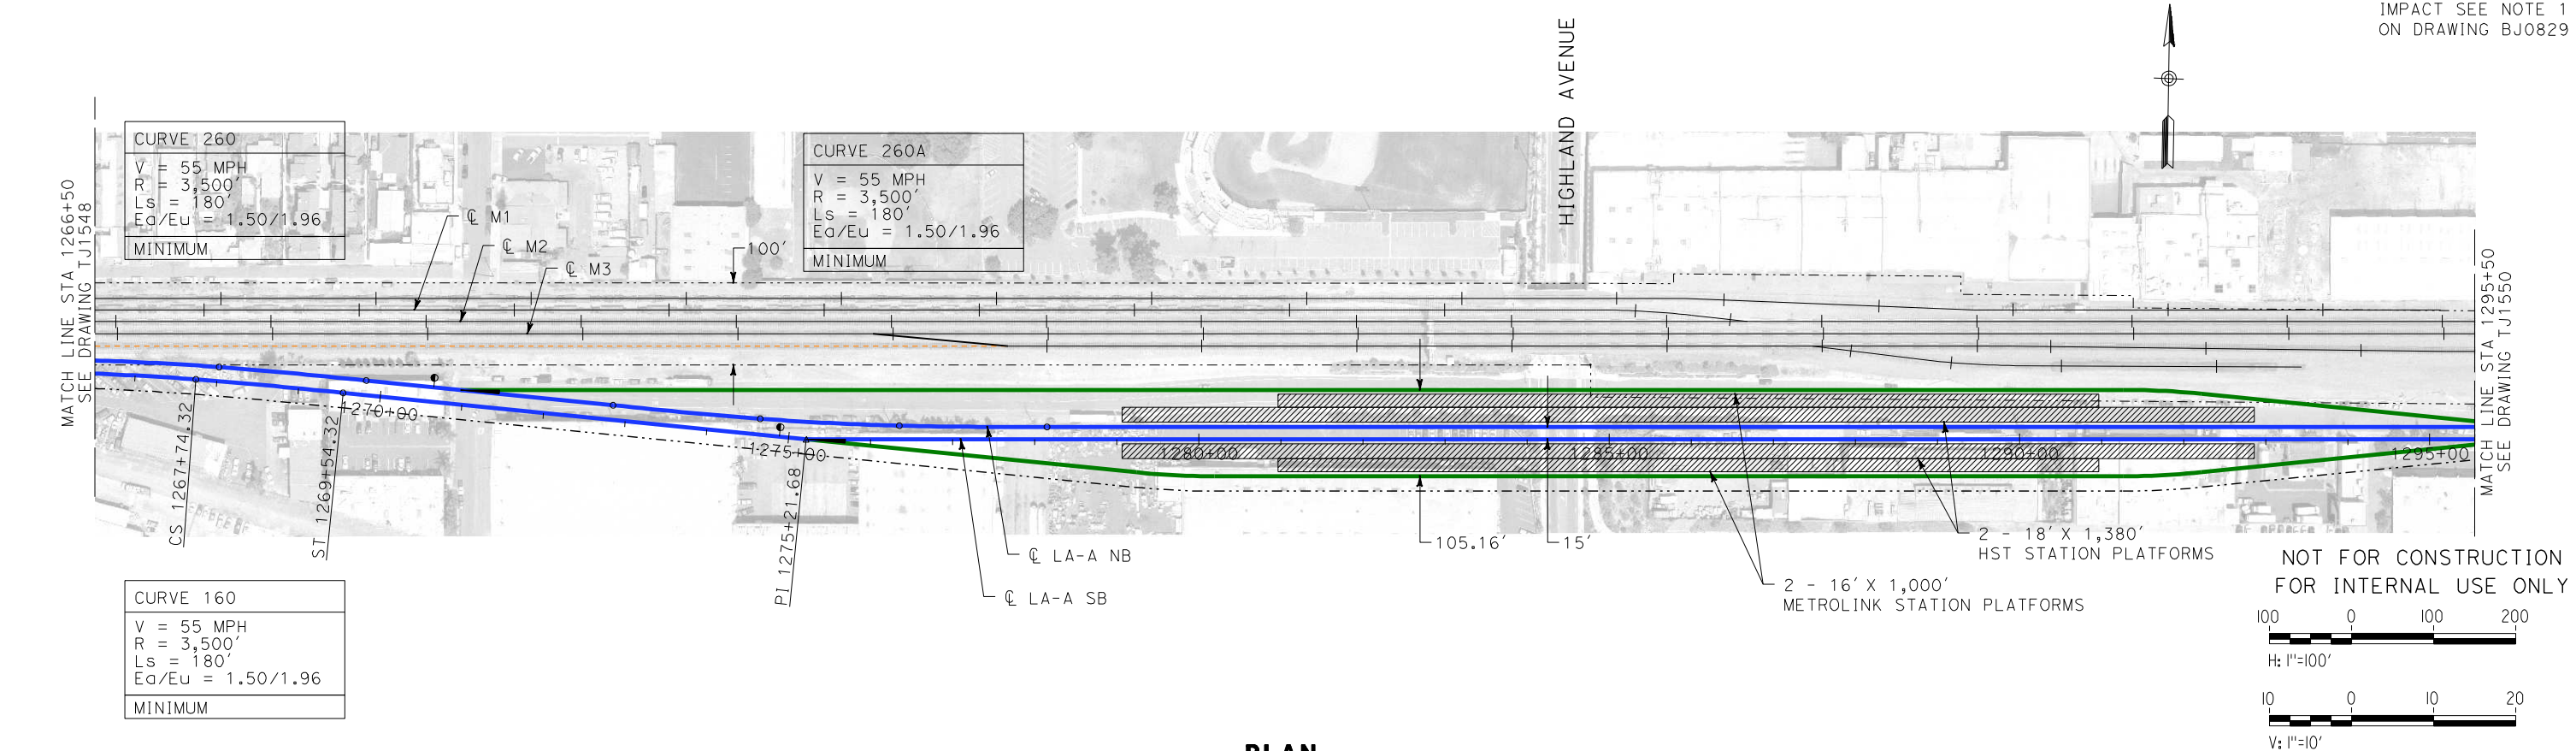 IMPACT SEE NOTE 1
ON DRAWING BJ0829
HIGHLAND AVENUE
MATCH LINE STA 1266+50
SEE DRAWING TJ1548
CURVE 260
V = 55 MPH
R = 3,500'
Ls = 180'
Ea/Eu = 1.50/1.96
MINIMUM
CURVE 260A
V = 55 MPH
R = 3,500'
Ls = 180'
Ea/Eu = 1.50/1.96
MINIMUM
℄ M1
℄ M2
℄ M3
100'
MATCH LINE STA 1295+50
SEE DRAWING TJ1550
1270+00
1275+00
1280+00
1285+00
1290+00
1295+00
CS 1267+74.32
ST 1269+54.32
PI 1275+21.68
℄ LA-A NB
℄ LA-A SB
105.16'
15'
2 - 18' X 1,380'
HST STATION PLATFORMS
2 - 16' X 1,000'
METROLINK STATION PLATFORMS
NOT FOR CONSTRUCTION
FOR INTERNAL USE ONLY
CURVE 160
V = 55 MPH
R = 3,500'
Ls = 180'
Ea/Eu = 1.50/1.96
MINIMUM
100 0 100 200
H: 1"=100'
10 0 10 20
V: 1"=10'
PLAN